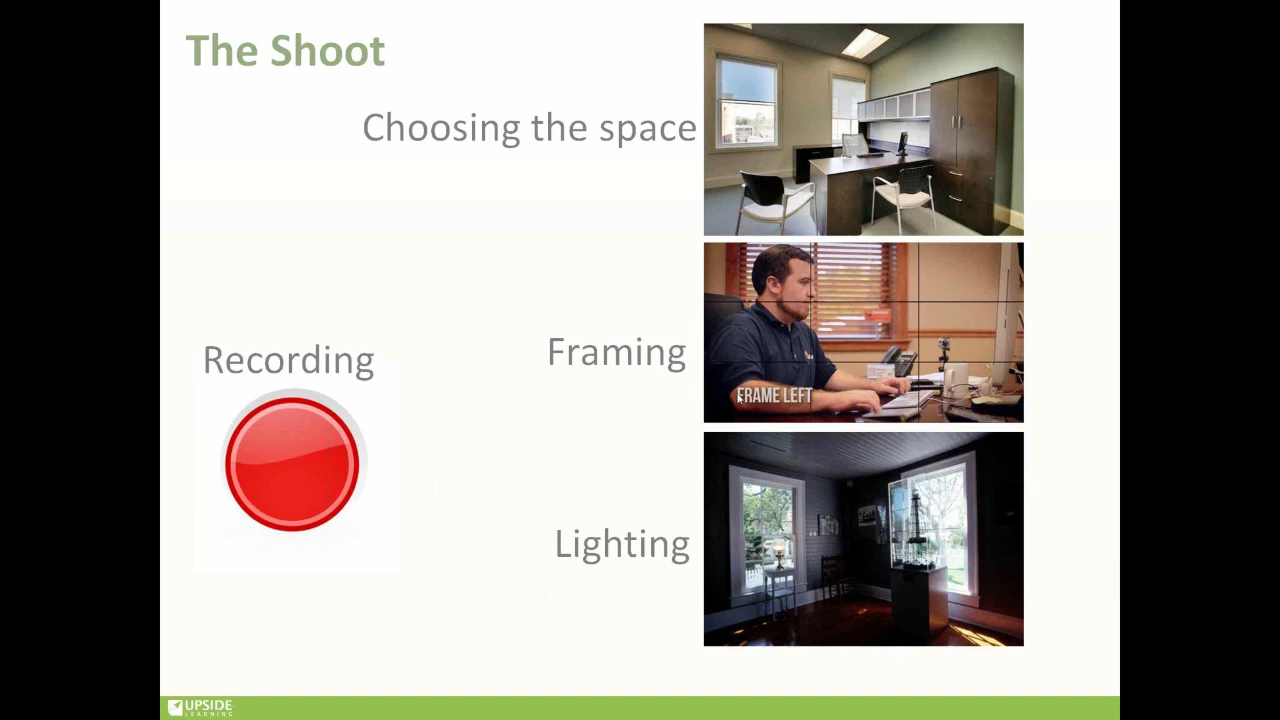 The Shoot
Choosing the space
Recording
Framing
FRAME LEFT
Lighting
UPSIDE
LEARNING